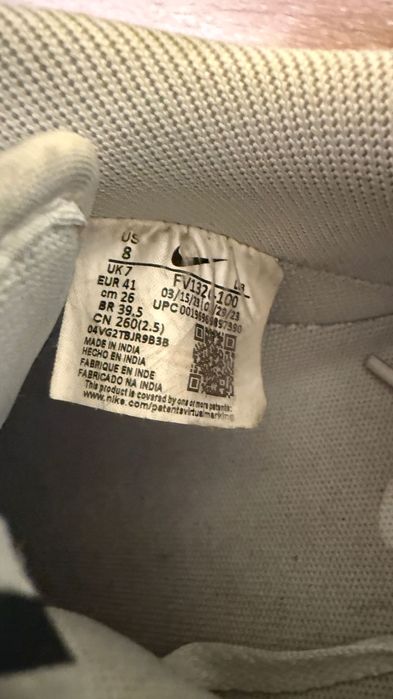 US
8
UK 7
EUR 41
cm 26
BR 39.5
CN 260(2.5)
04VG2TBJR9B3B
MADE IN INDIA
HECHO EN INDIA
FABRIQUE EN INDE
FABRICADO NA INDIA
This product is covered by one or more patents:
www.nike.com/patentsvirtualmarking
LB
UPC